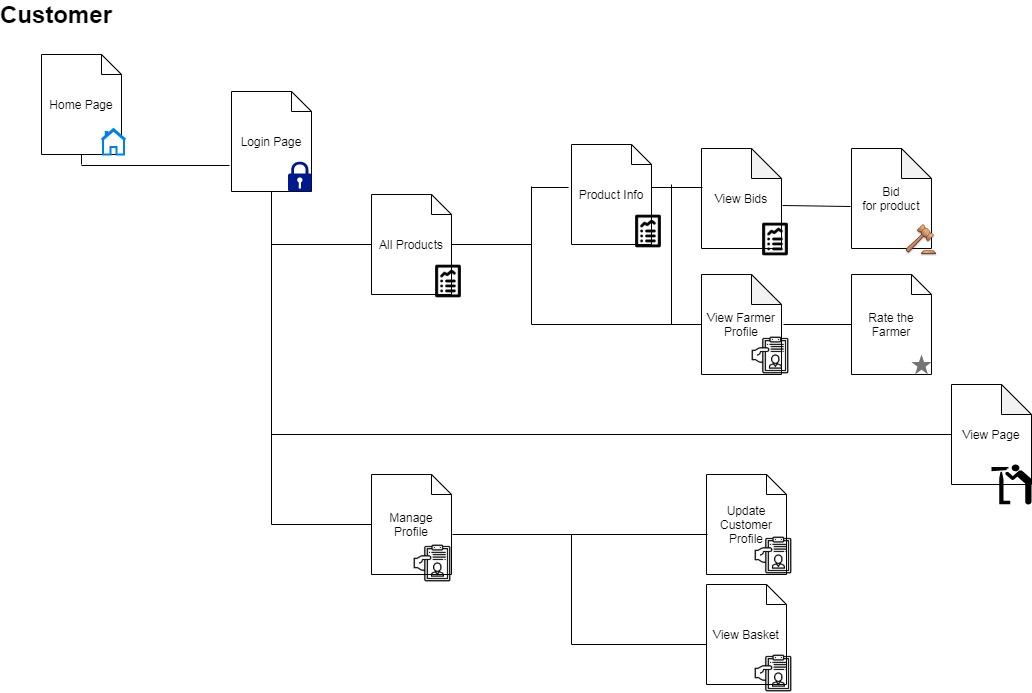 Customer
Home Page
Login Page
All Products
Product Info
View Bids
Bid
for product
View Farmer
Profile
Rate the
Farmer
View Page
Manage
Profile
Update
Customer
Profile
View Basket